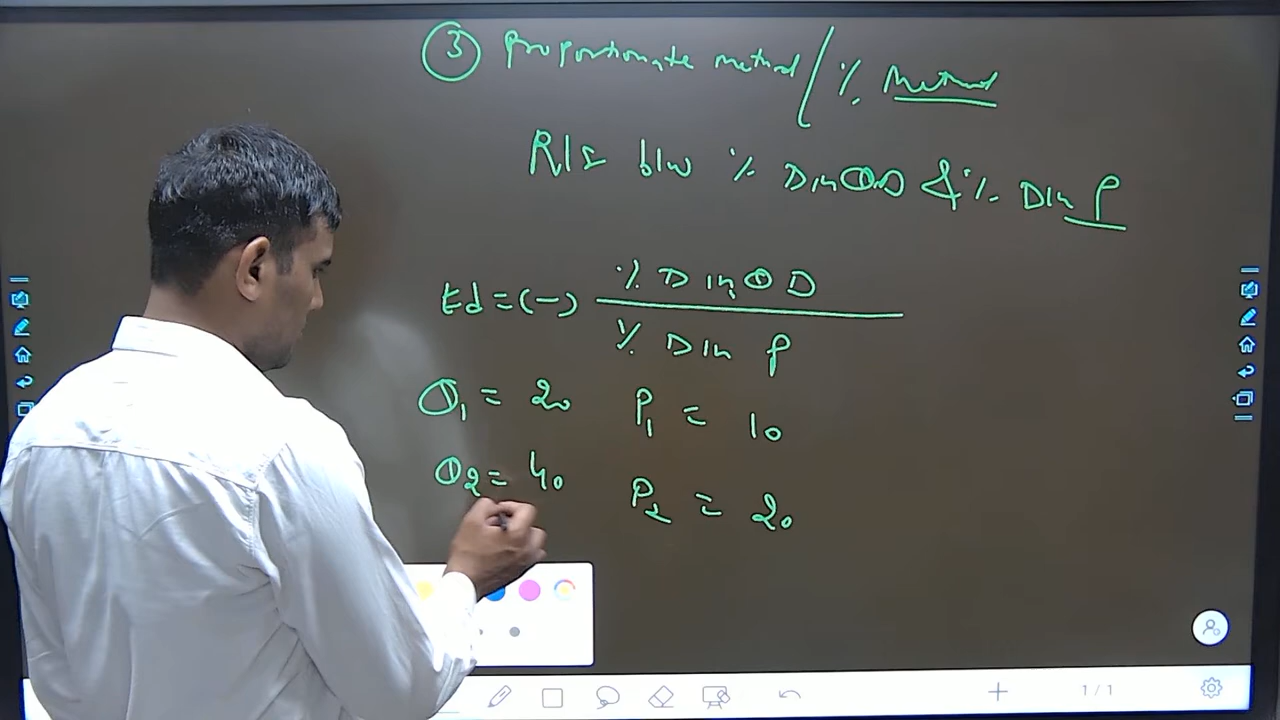 3 Proportionate method / % Method
R/s b/w % D in QD & % D in P
Ed = (-) % D in QD
% D in P
Q1 = 20 P1 = 10
Q2 = 40 P2 = 20
1 / 1